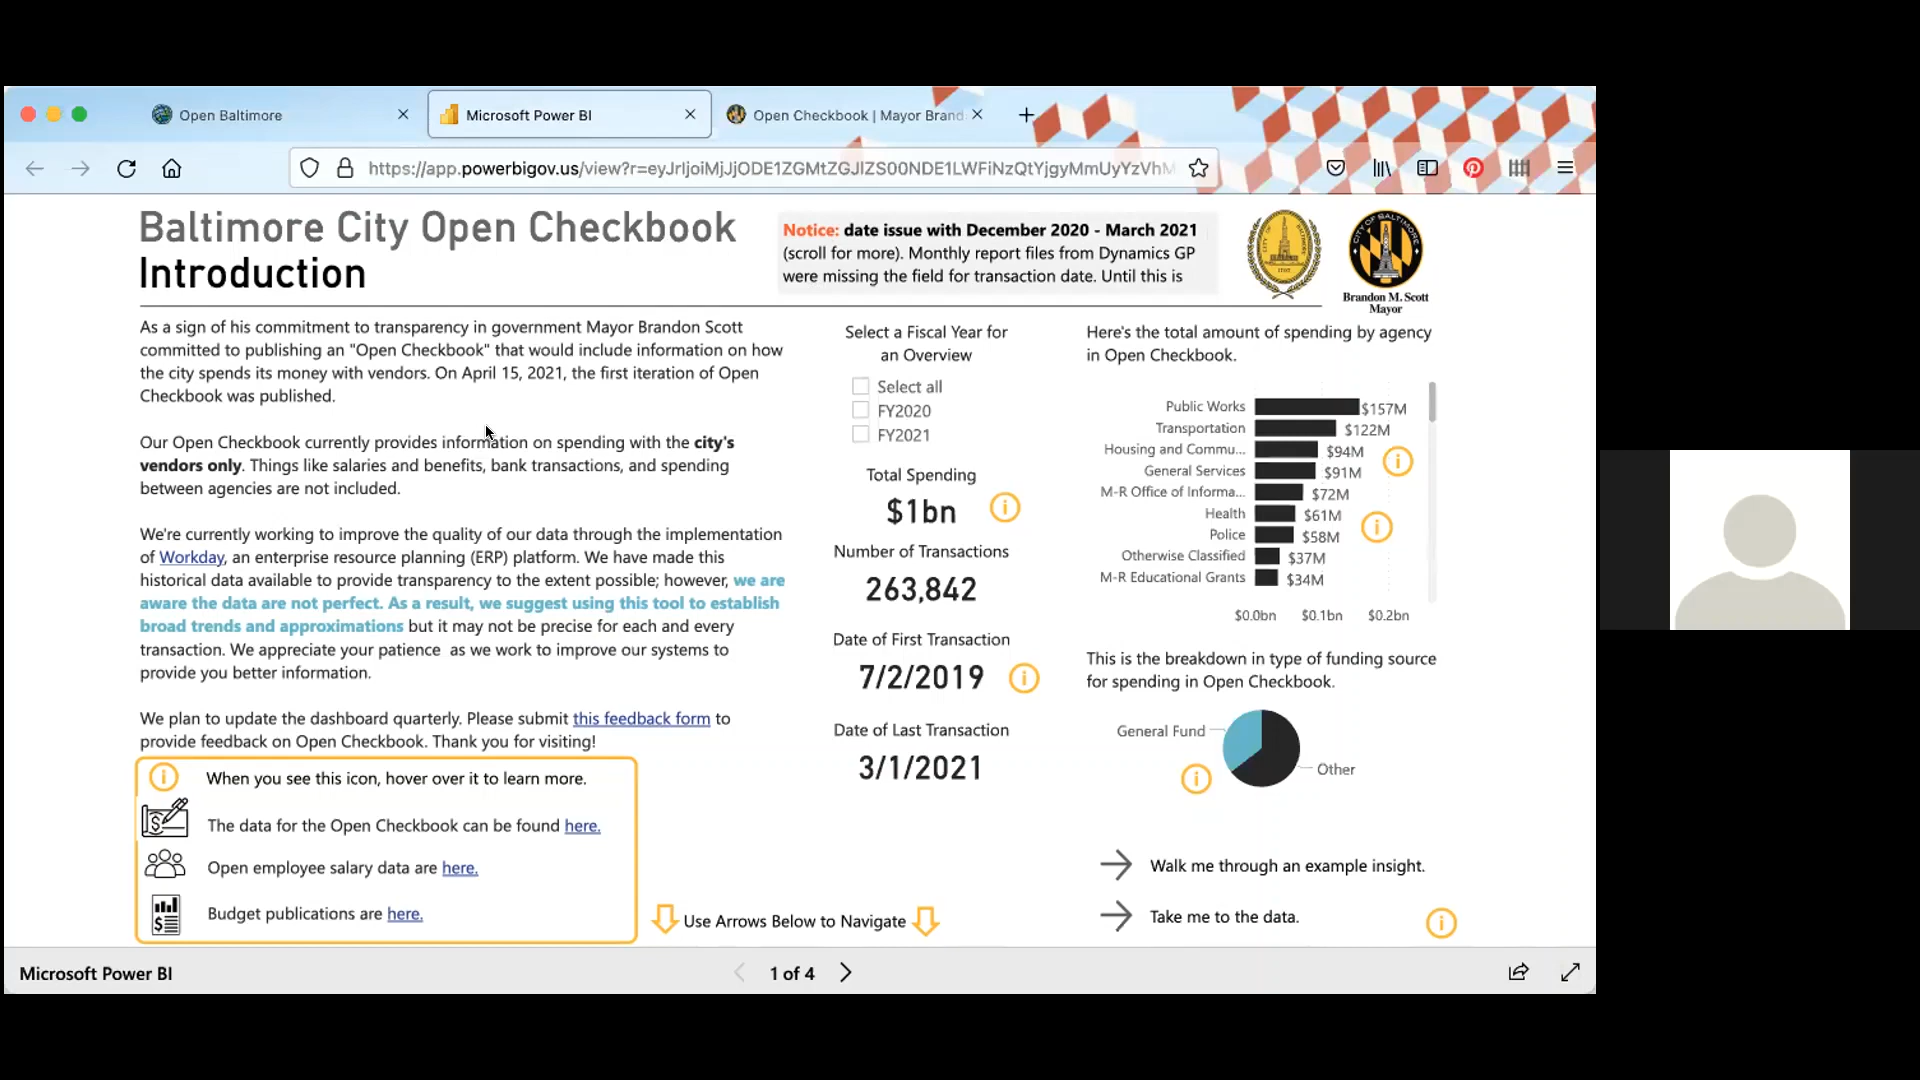 Open Baltimore
Microsoft Power BI
Open Checkbook | Mayor Brand
https://app.powerbigov.us/view?r=
Baltimore City Open Checkbook
Introduction
Notice: date issue with December 2020 - March 2021
(scroll for more). Monthly report files from Dynamics GP
were missing the field for transaction date. Until this is
Brandon M. Scott
Mayor
As a sign of his commitment to transparency in government Mayor Brandon Scott
committed to publishing an "Open Checkbook" that would include information on how
the city spends its money with vendors. On April 15, 2021, the first iteration of Open
Checkbook was published.
Our Open Checkbook currently provides information on spending with the city's
vendors only. Things like salaries and benefits, bank transactions, and spending
between agencies are not included.
We're currently working to improve the quality of our data through the implementation
of Workday, an enterprise resource planning (ERP) platform. We have made this
historical data available to provide transparency to the extent possible; however, we are
aware the data are not perfect. As a result, we suggest using this tool to establish
broad trends and approximations but it may not be precise for each and every
transaction. We appreciate your patience as we work to improve our systems to
provide you better information.
We plan to update the dashboard quarterly. Please submit this feedback form to
provide feedback on Open Checkbook. Thank you for visiting!
When you see this icon, hover over it to learn more.
The data for the Open Checkbook can be found here.
Open employee salary data are here.
Budget publications are here.
Select a Fiscal Year for
an Overview
Select all
FY2020
FY2021
Total Spending
$1bn
Number of Transactions
263,842
Date of First Transaction
7/2/2019
Date of Last Transaction
3/1/2021
Use Arrows Below to Navigate
Here's the total amount of spending by agency
in Open Checkbook.
Public Works $157M
Transportation $122M
Housing and Commu... $94M
General Services $91M
M-R Office of Informa... $72M
Health $61M
Police $58M
Otherwise Classified $37M
M-R Educational Grants $34M
$0.0bn $0.1bn $0.2bn
This is the breakdown in type of funding source
for spending in Open Checkbook.
General Fund
Other
Walk me through an example insight.
Take me to the data.
Microsoft Power BI
1 of 4